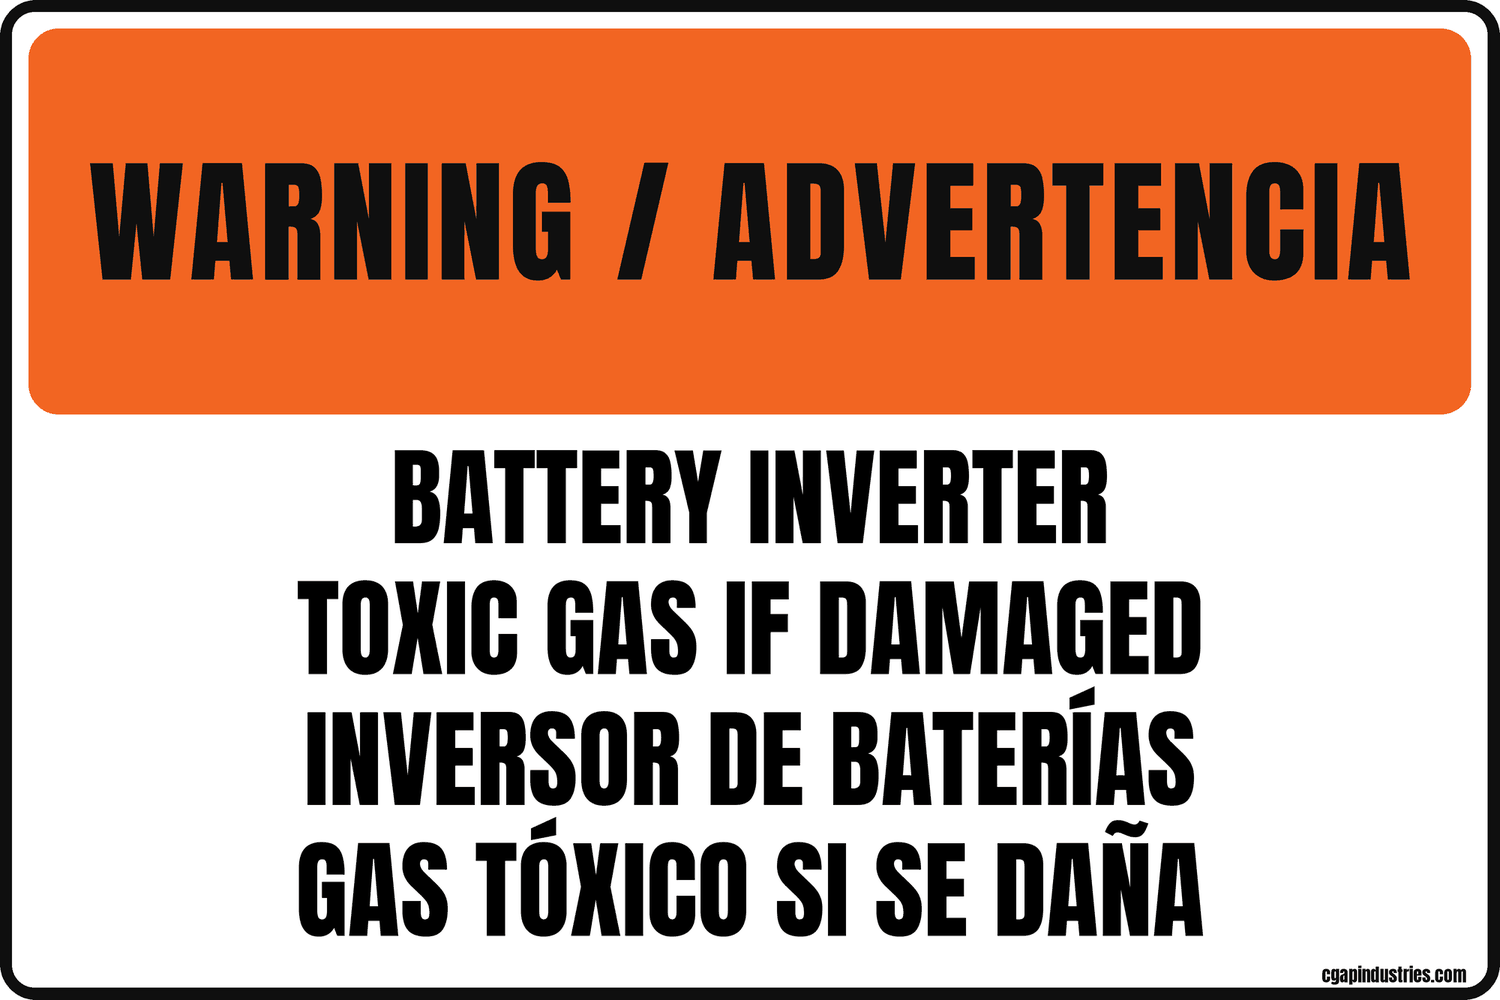 WARNING / ADVERTENCIA
BATTERY INVERTER
TOXIC GAS IF DAMAGED
INVERSOR DE BATERÍAS
GAS TÓXICO SI SE DAÑA
cgapindustries.com